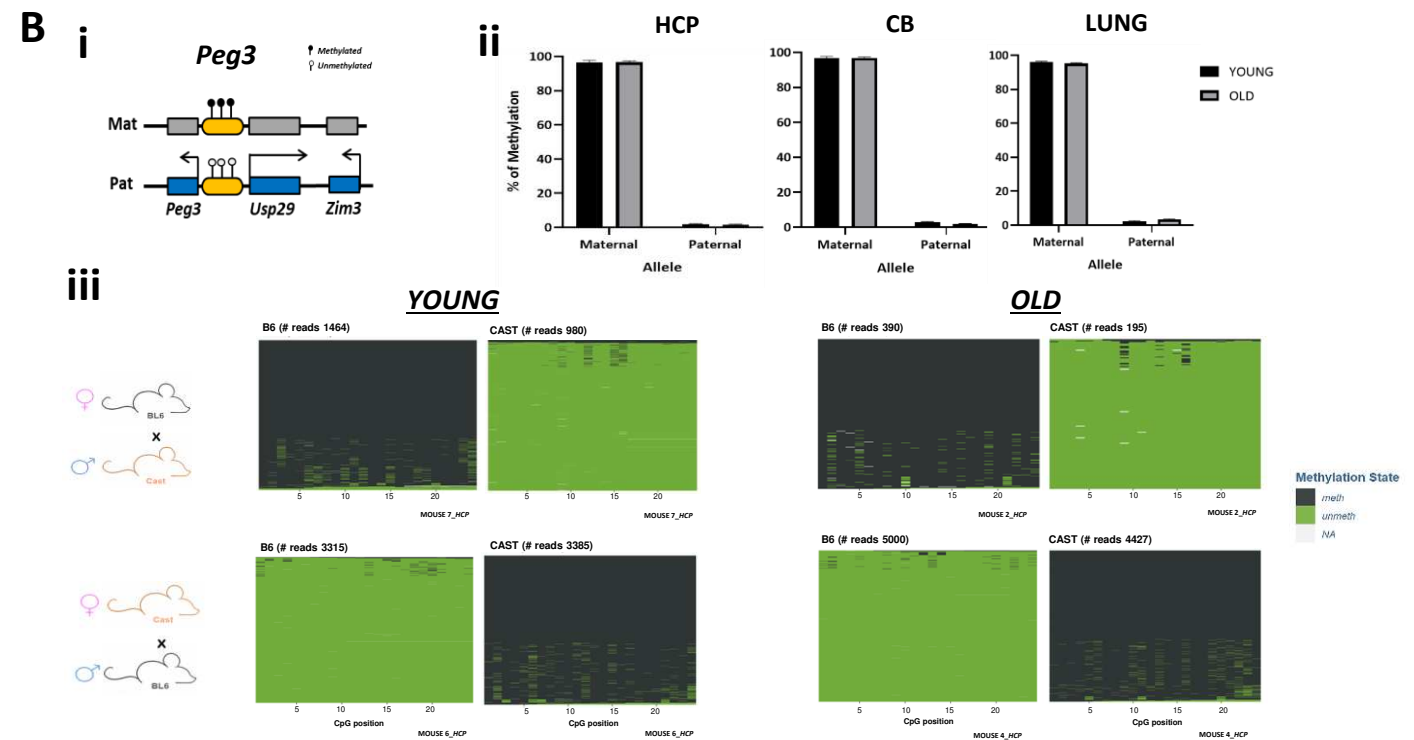 B
i
Peg3
Methylated
Unmethylated
Mat
Pat
Peg3 Usp29 Zim3
ii
HCP
CB
LUNG
% of Methylation
100
80
60
40
20
0
Maternal Paternal
Allele
100
80
60
40
20
0
Maternal Paternal
Allele
100
80
60
40
20
0
Maternal Paternal
Allele
YOUNG
OLD
iii
YOUNG
OLD
B6 (# reads 1464)
CAST (# reads 980)
B6 (# reads 390)
CAST (# reads 195)
BL6
x
Cast
5 10 15 20
5 10 15 20
5 10 15 20
5 10 15 20
MOUSE 7_HCP
MOUSE 7_HCP
MOUSE 2_HCP
MOUSE 2_HCP
Methylation State
meth
unmeth
NA
B6 (# reads 3315)
CAST (# reads 3385)
B6 (# reads 5000)
CAST (# reads 4427)
Cast
x
BL6
5 10 15 20
5 10 15 20
5 10 15 20
5 10 15 20
CpG position
CpG position
CpG position
CpG position
MOUSE 6_HCP
MOUSE 6_HCP
MOUSE 4_HCP
MOUSE 4_HCP